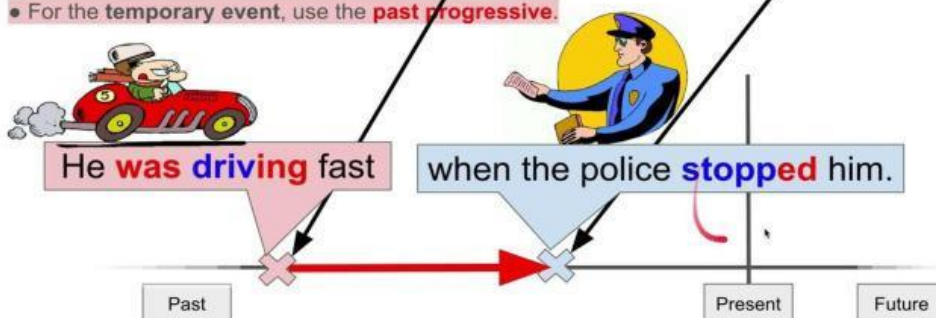 ● For the temporary event, use the past progressive.
5
He was driving fast
when the police stopped him.
Past
Present
Future